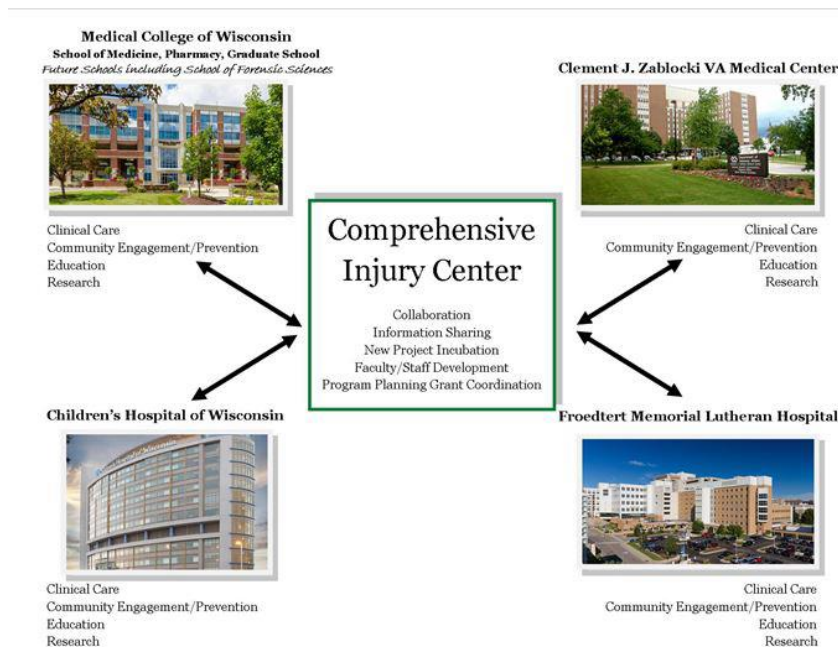 Medical College of Wisconsin
School of Medicine, Pharmacy, Graduate School
Future Schools including School of Forensic Sciences
Clinical Care
Community Engagement/Prevention
Education
Research
Clement J. Zablocki VA Medical Center
Clinical Care
Community Engagement/Prevention
Education
Research
Comprehensive
Injury Center
Collaboration
Information Sharing
New Project Incubation
Faculty/Staff Development
Program Planning Grant Coordination
Children's Hospital of Wisconsin
Clinical Care
Community Engagement/Prevention
Education
Research
Froedtert Memorial Lutheran Hospital
Clinical Care
Community Engagement/Prevention
Education
Research